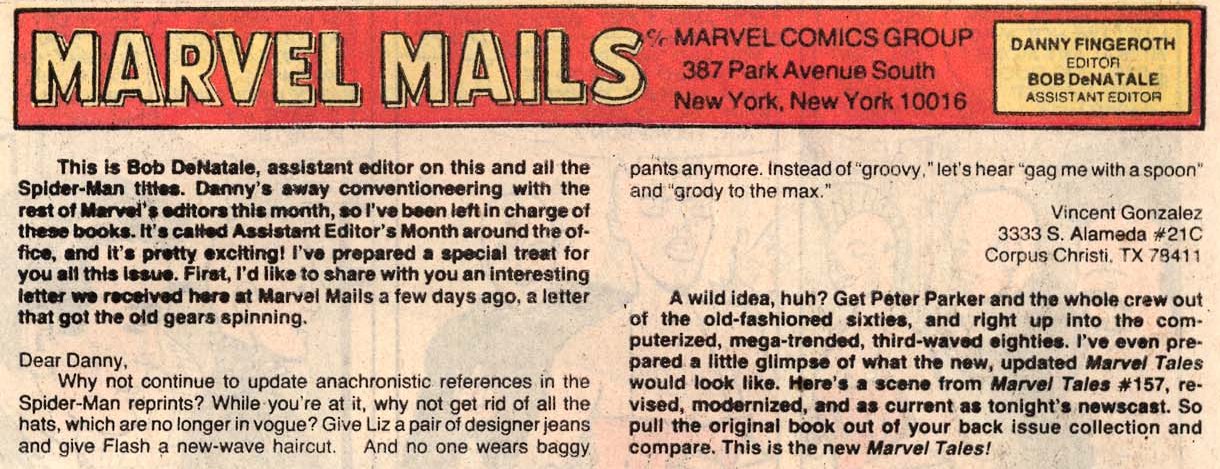 MARVEL MAILS
% MARVEL COMICS GROUP
387 Park Avenue South
New York, New York 10016
DANNY FINGEROTH
EDITOR
BOB DeNATALE
ASSISTANT EDITOR
This is Bob DeNatale, assistant editor on this and all the
Spider-Man titles. Danny's away conventioneering with the
rest of Marvel's editors this month, so I've been left in charge of
these books. It's called Assistant Editor's Month around the of-
fice, and it's pretty exciting! I've prepared a special treat for
you all this issue. First, I'd like to share with you an interesting
letter we received here at Marvel Mails a few days ago, a letter
that got the old gears spinning.
Dear Danny,
Why not continue to update anachronistic references in the
Spider-Man reprints? While you're at it, why not get rid of all the
hats, which are no longer in vogue? Give Liz a pair of designer jeans
and give Flash a new-wave haircut. And no one wears baggy
pants anymore. Instead of "groovy," let's hear "gag me with a spoon"
and "grody to the max."
Vincent Gonzalez
3333 S. Alameda #21C
Corpus Christi, TX 78411
A wild idea, huh? Get Peter Parker and the whole crew out
of the old-fashioned sixties, and right up into the com-
puterized, mega-trended, third-waved eighties. I've even pre-
pared a little glimpse of what the new, updated Marvel Tales
would look like. Here's a scene from Marvel Tales #157, re-
vised, modernized, and as current as tonight's newscast. So
pull the original book out of your back issue collection and
compare. This is the new Marvel Tales!